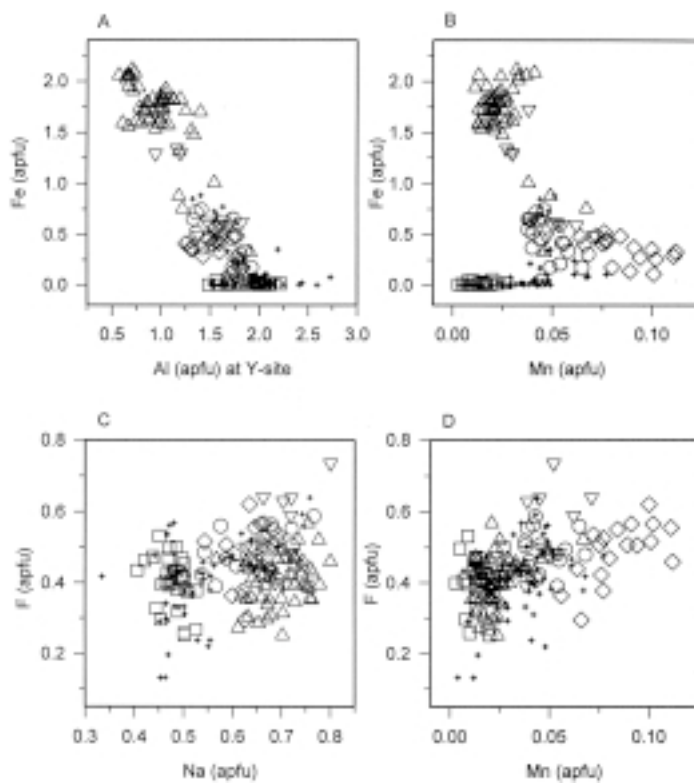 A
B
Fe (apfu)
2.0
1.5
1.0
0.5
0.0
0.5 1.0 1.5 2.0 2.5 3.0
Al (apfu) at Y-site
Fe (apfu)
2.0
1.5
1.0
0.5
0.0
0.00 0.05 0.10
Mn (apfu)
C
D
F (apfu)
0.8
0.6
0.4
0.2
0.3 0.4 0.5 0.6 0.7 0.8
Na (apfu)
F (apfu)
0.8
0.6
0.4
0.2
0.00 0.05 0.10
Mn (apfu)